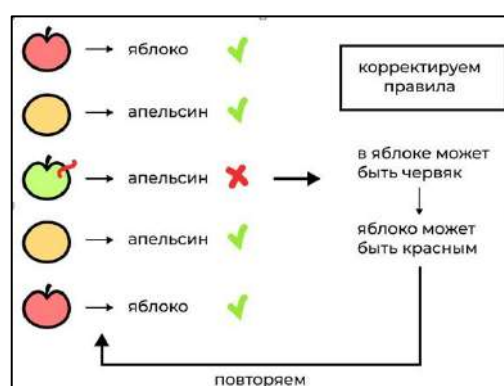 яблоко
апельсин
апельсин
апельсин
яблоко
корректируем
правила
в яблоке может
быть червяк
яблоко может
быть красным
повторяем